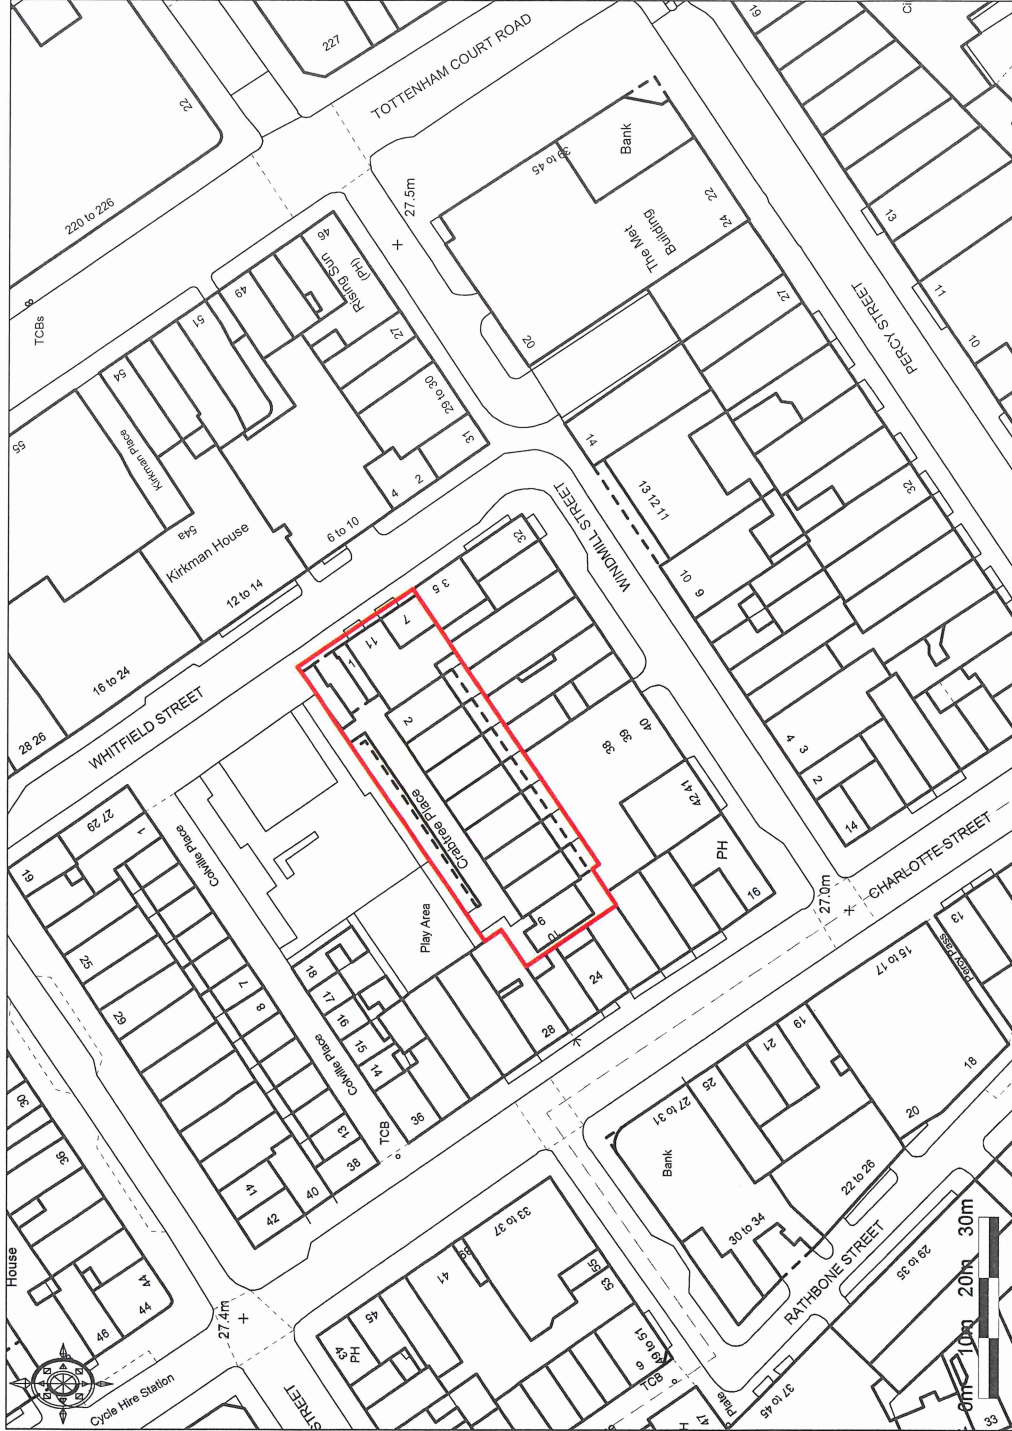 227
TOTTENHAM COURT ROAD
19
22
220 to 226
TCBs
8
46
Rising Sun
(PH)
27.5m
39 to 45
Bank
The Met
Building
22
24
13
11
10
PERCY STREET
27
49
51
54
55
Kirkman Place
54a
Kirkman House
27
29 to 30
31
20
14
13 12 11
32
4
2
6 to 10
12 to 14
16 to 24
28 26
WHITFIELD STREET
WINDMILL STREET
32
3 5
7
11
1
2
10
9
Crabtree Place
Play Area
38
39
40
42 41
PH
16
4
3
2
14
CHARLOTTE STREET
27.0m
27 29
1
19
Colville Place
25
29
7
8
18
17
16
15
14
Colville Place
13
TCB
36
38
40
41
42
9
10
24
28
13
Percy Pass
15 to 17
19
21
25
27 to 31
18
20
22 to 26
Bank
30 to 34
RATHBONE STREET
29 to 35
37 to 45
30
36
House
44
44
46
27.4m
Cycle Hire Station
STREET
43
PH
45
41
39
33 to 37
55
53
49 to 51
6
TCB
47
Plate
33
0m 10m 20m 30m